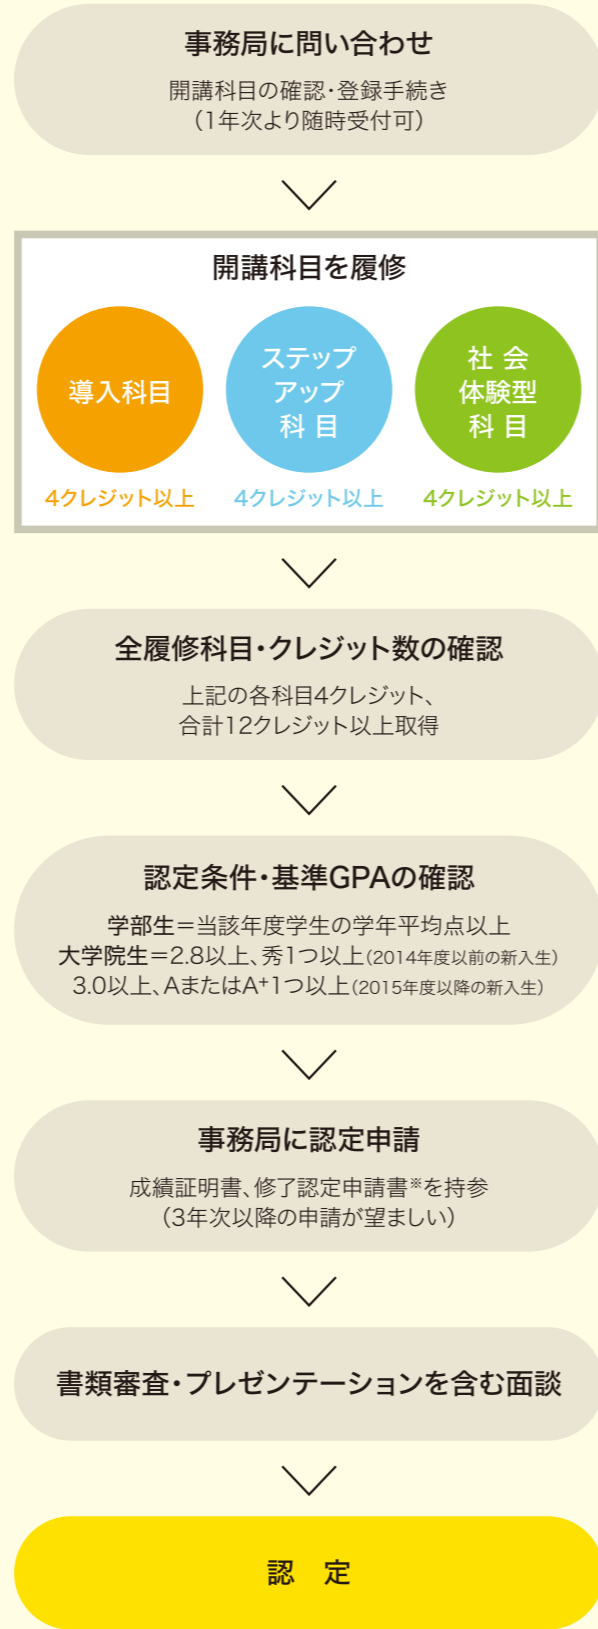 事務局に問い合わせ
開講科目の確認・登録手続き
（1年次より随時受付可）
開講科目を履修
導入科目
ステップ
アップ
科 目
社 会
体験型
科 目
4クレジット以上
4クレジット以上
4クレジット以上
全履修科目・クレジット数の確認
上記の各科目4クレジット、
合計12クレジット以上取得
認定条件・基準GPAの確認
学部生＝当該年度学生の学年平均点以上
大学院生＝2.8以上、秀1つ以上（2014年度以前の新入生）
3.0以上、AまたはA⁺1つ以上（2015年度以降の新入生）
事務局に認定申請
成績証明書、修了認定申請書※を持参
（3年次以降の申請が望ましい）
書類審査・プレゼンテーションを含む面談
認　定